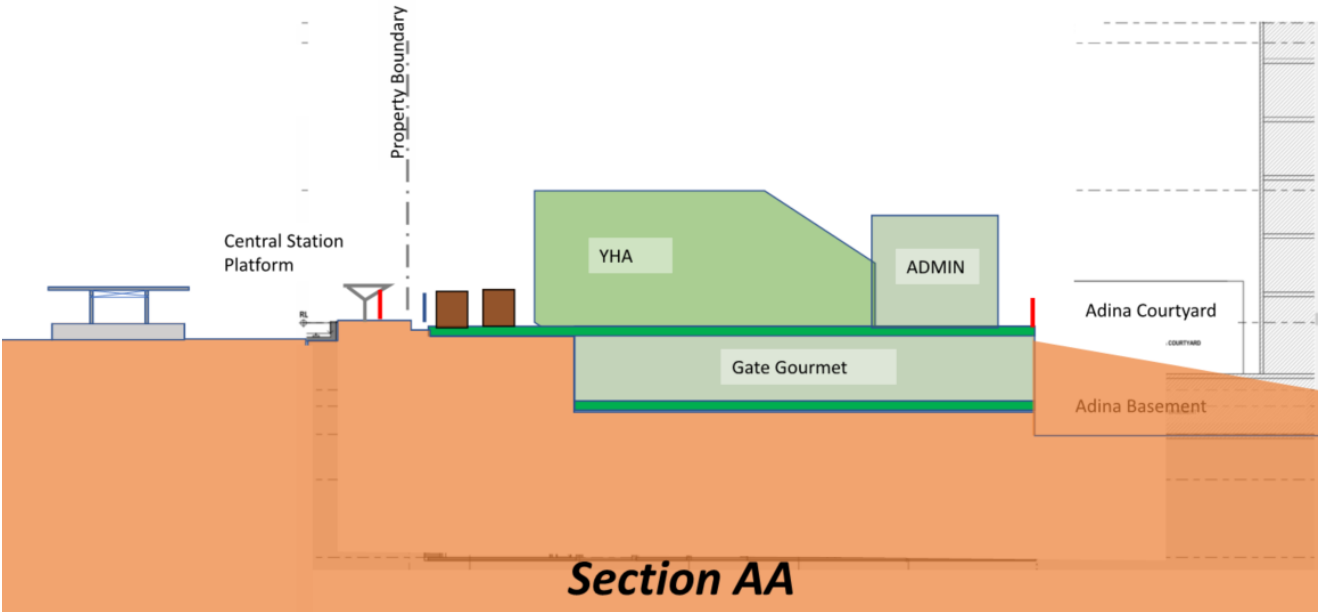 Property Boundary
Central Station
Platform
YHA
ADMIN
RL
Adina Courtyard
COURTYARD
Gate Gourmet
Adina Basement
Section AA